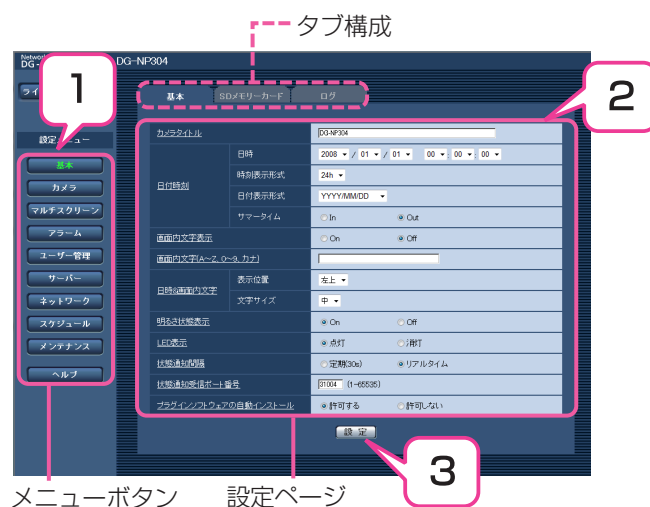 タブ構成
Network
DG-NP304
1
2
基本 SDメモリーカード ログ
カメラタイトル DG-NP304
日付時刻 日時 2008 / 01 / 01 00 : 00 : 00
時刻表示形式 24h
日付表示形式 YYYY/MM/DD
サマータイム In Out
画面内文字表示 On Off
画面内文字(A~Z, 0~9, カナ)
日時&画面内文字 表示位置 左上
文字サイズ 中
明るさ状態表示 On Off
LED表示 点灯 消灯
状態通知間隔 定期(30s) リアルタイム
状態通知受信ポート番号 31004 (1-65535)
プラグインソフトウェアの自動インストール 許可する 許可しない
設 定
基本
カメラ
マルチスクリーン
アラーム
ユーザー管理
サーバー
ネットワーク
スケジュール
メンテナンス
ヘルプ
3
メニューボタン 設定ページ